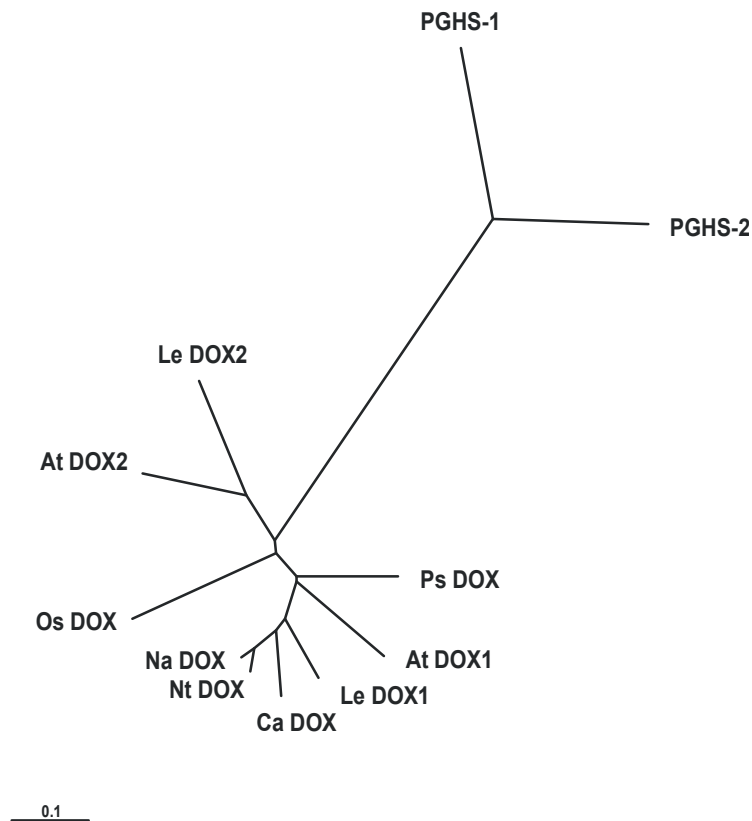 PGHS-1
PGHS-2
Le DOX2
At DOX2
Ps DOX
Os DOX
At DOX1
Na DOX
Nt DOX
Le DOX1
Ca DOX
0.1